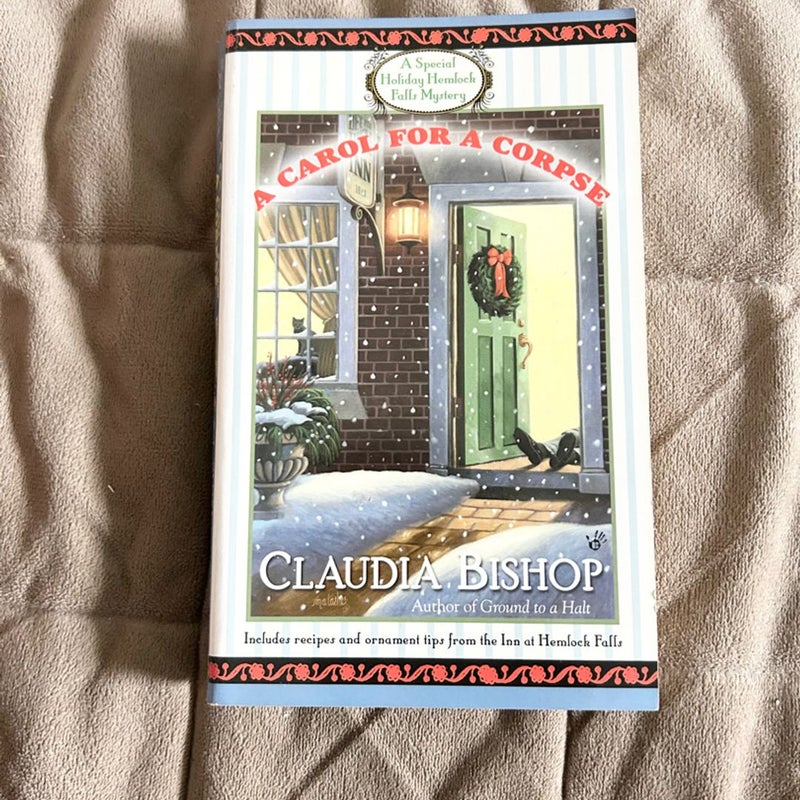 A Special
Holiday Hemlock
Falls Mystery
A CAROL FOR A CORPSE
INN
CLAUDIA BISHOP
Author of Ground to a Halt
Includes recipes and ornament tips from the Inn at Hemlock Falls